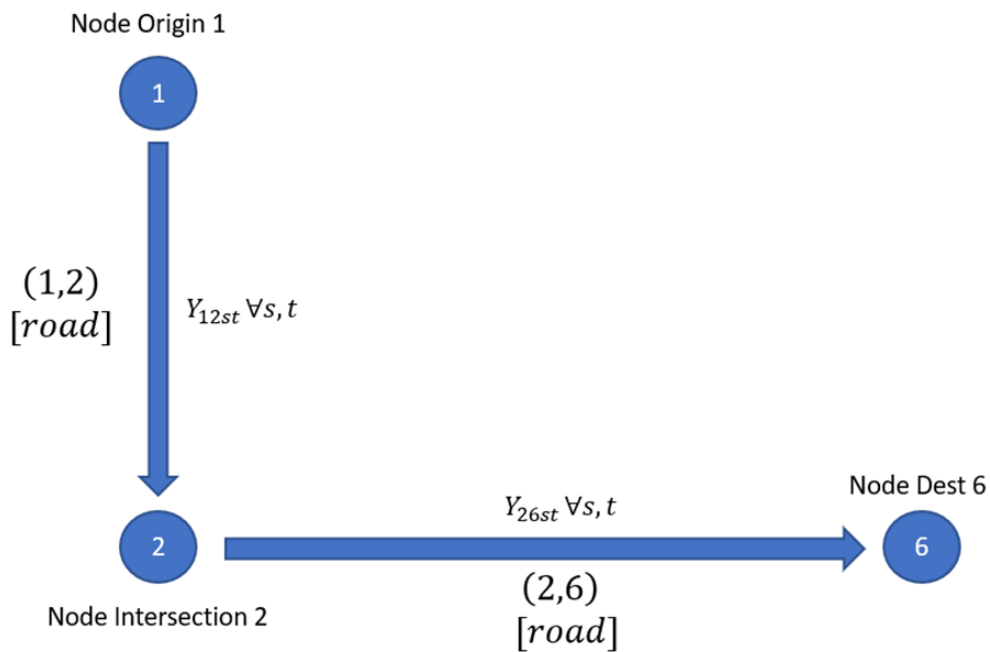 Node Origin 1
1
(1,2)
[road]
Y₁₂ₛₜ ∀s, t
Node Dest 6
Y₂₆ₛₜ ∀s, t
2
6
(2,6)
[road]
Node Intersection 2